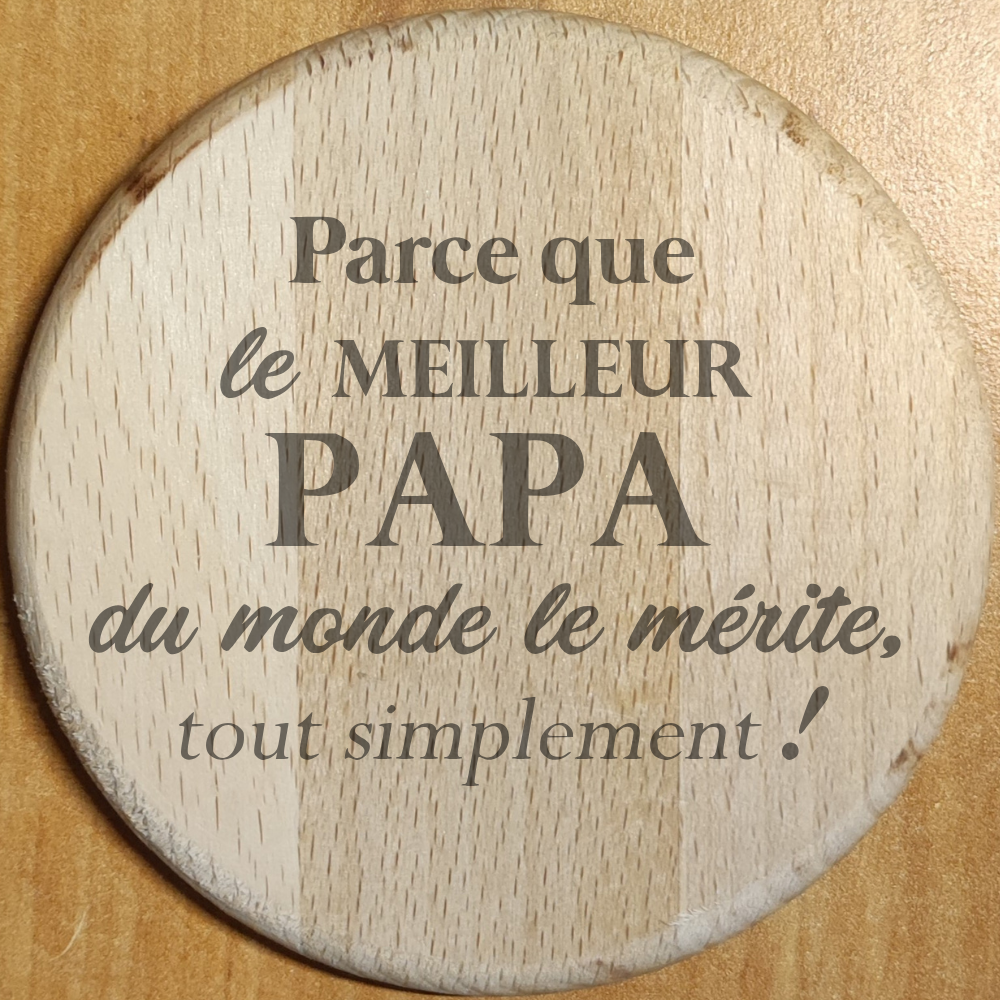 Parce que
le MEILLEUR
PAPA
du monde le mérite,
tout simplement !